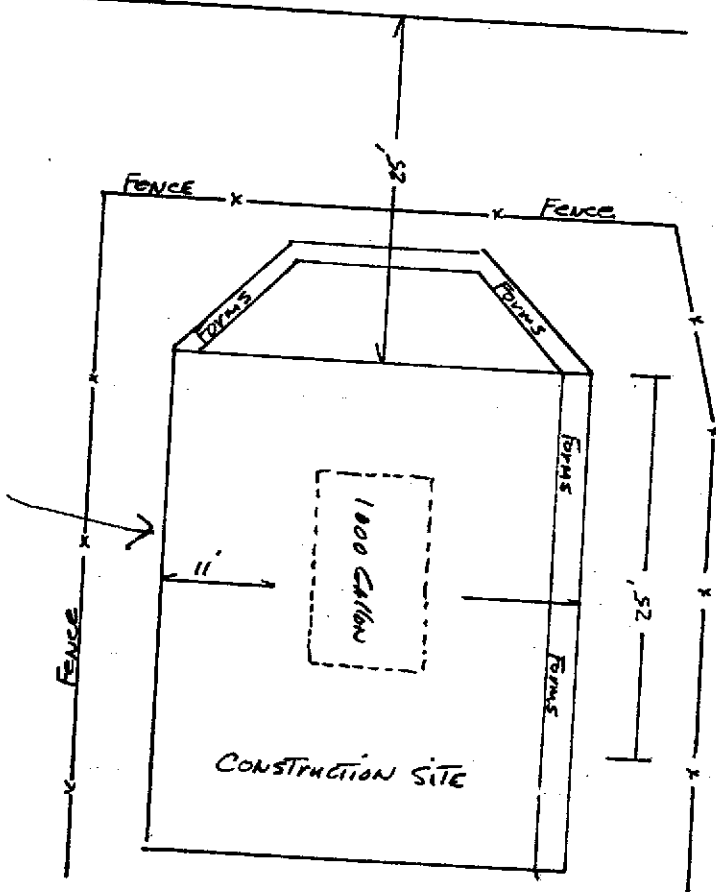 25'
FENCE
FENCE
FORMS
FORMS
FORMS
11'
1000 GALLON
25'
FENCE
FORMS
CONSTRUCTION SITE